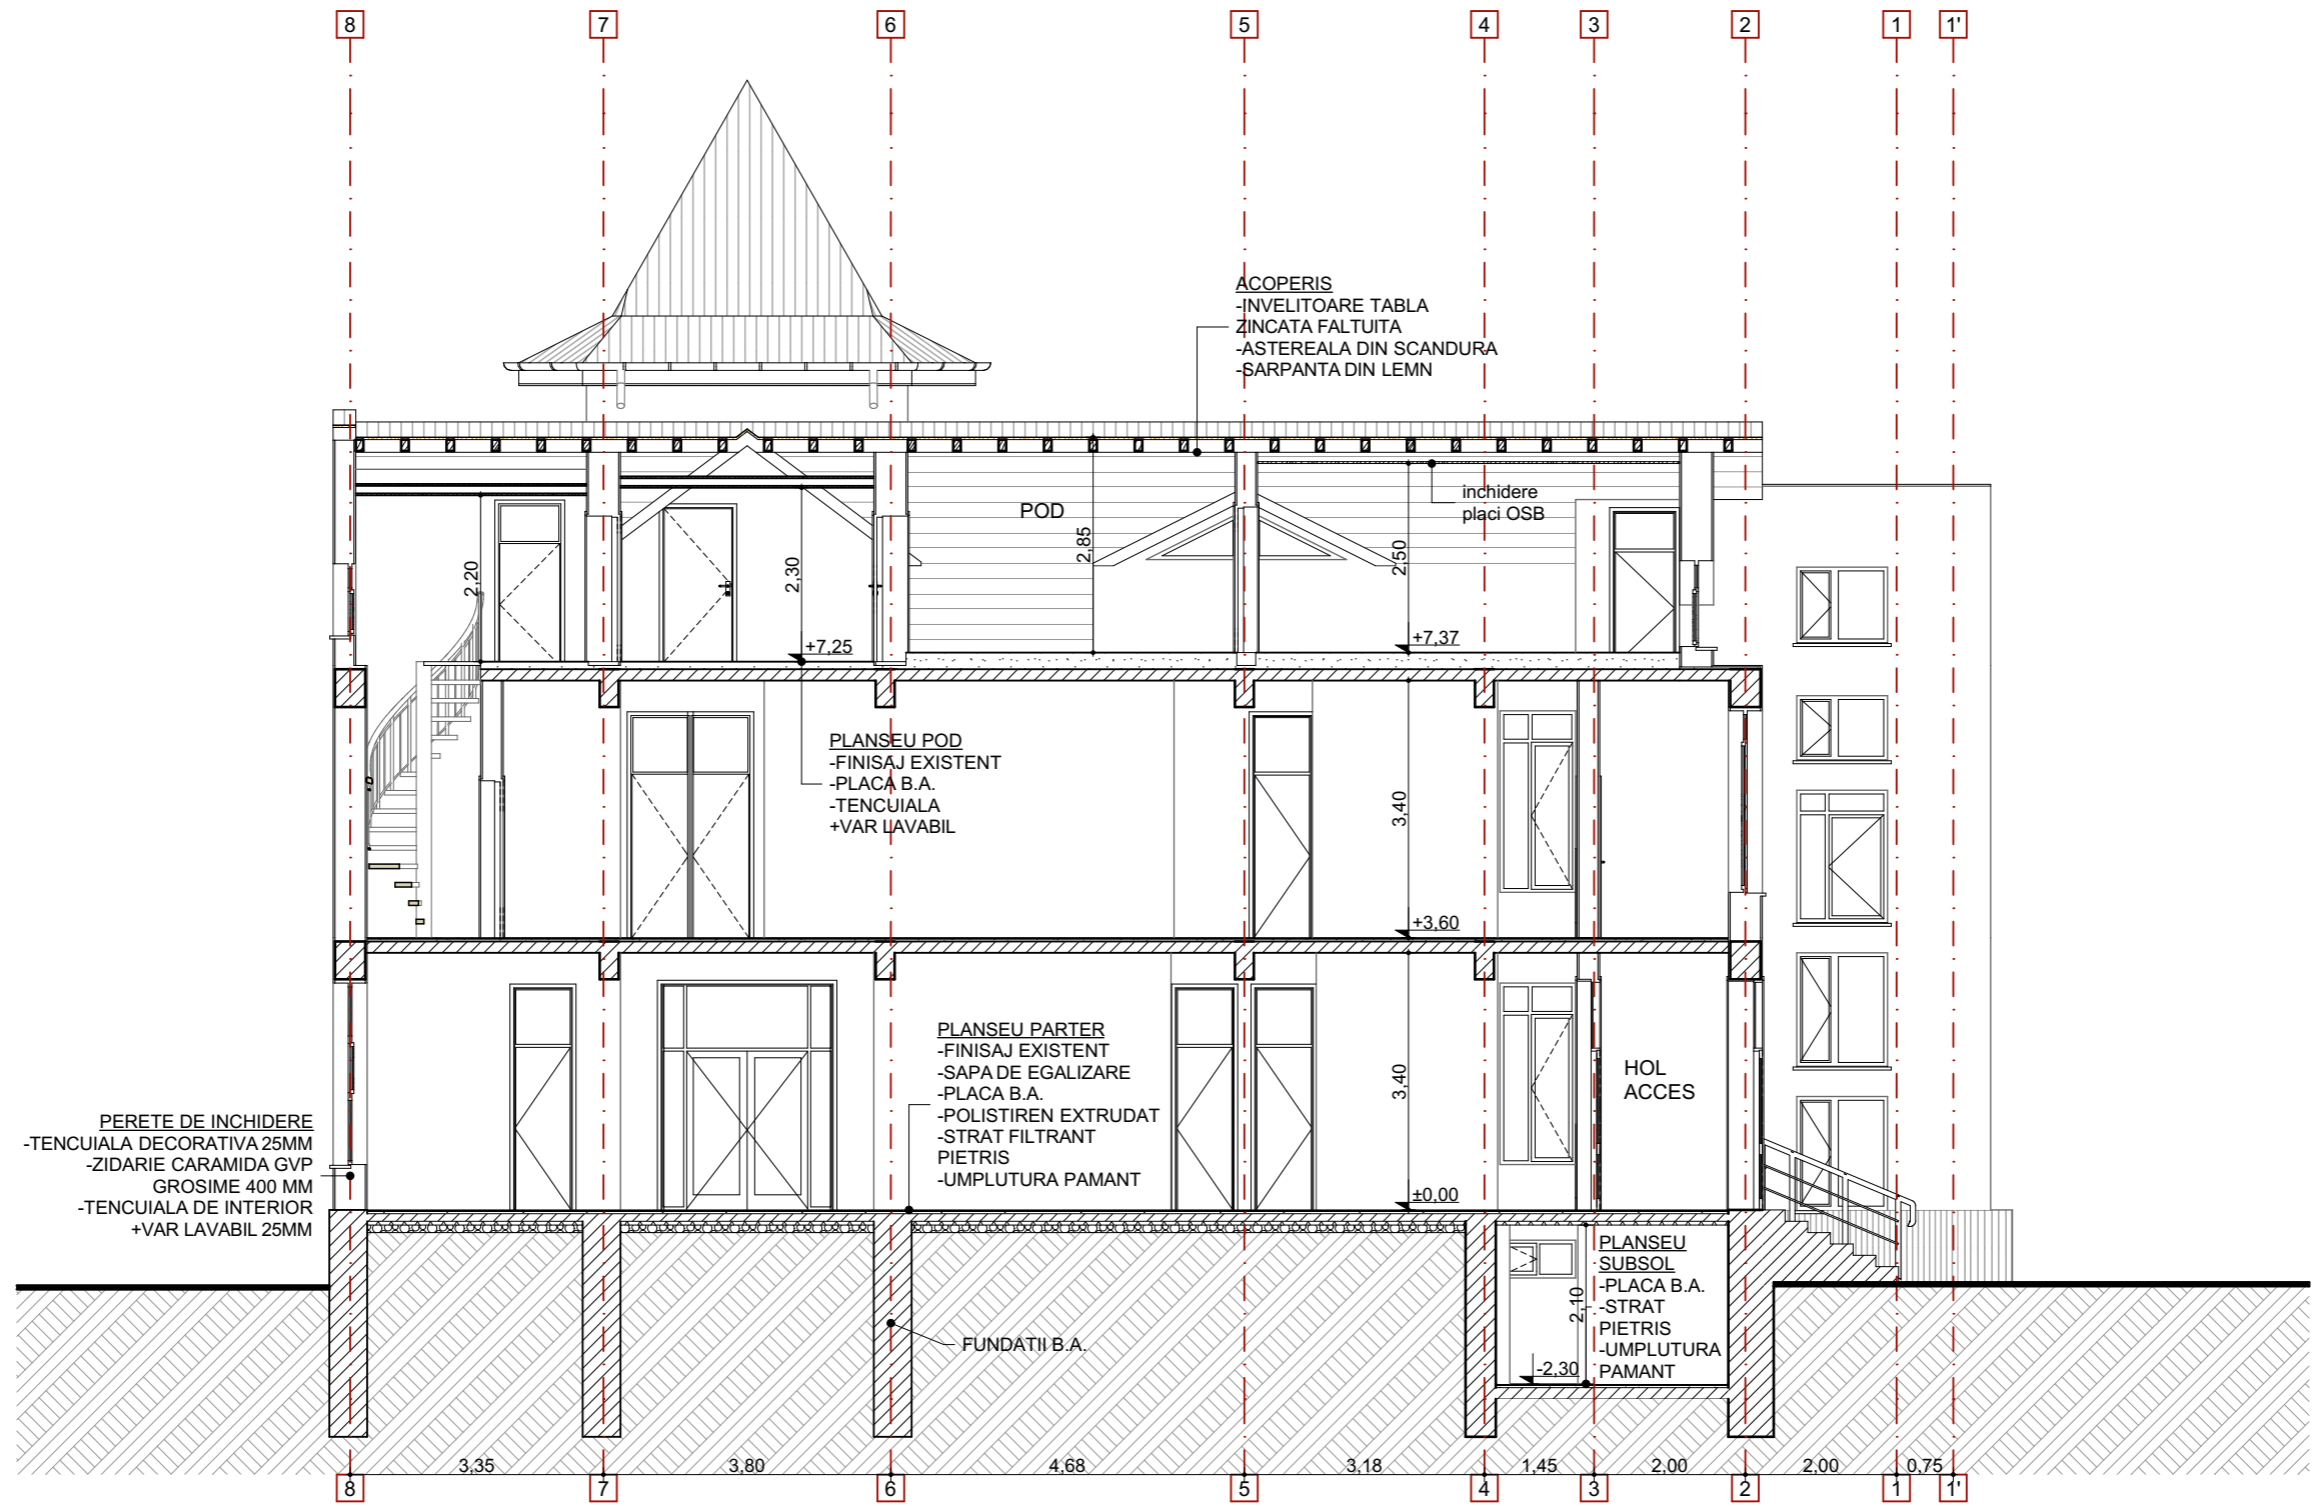 8 7 6 5 4 3 2 1 1'
ACOPERIS
-INVELITOARE TABLA
ZINCATA FALTUITA
-ASTEREALA DIN SCANDURA
-SARPANTA DIN LEMN
inchidere
placi OSB
POD
2,85
2,50
2,20
2,30
+7,25
+7,37
PLANSEU POD
-FINISAJ EXISTENT
-PLACA B.A.
-TENCUIALA
+VAR LAVABIL
3,40
+3,60
PLANSEU PARTER
-FINISAJ EXISTENT
-SAPA DE EGALIZARE
-PLACA B.A.
-POLISTIREN EXTRUDAT
-STRAT FILTRANT
PIETRIS
-UMPLUTURA PAMANT
3,40
HOL
ACCES
PERETE DE INCHIDERE
-TENCUIALA DECORATIVA 25MM
-ZIDARIE CARAMIDA GVP
GROSIME 400 MM
-TENCUIALA DE INTERIOR
+VAR LAVABIL 25MM
±0,00
PLANSEU
SUBSOL
-PLACA B.A.
-STRAT
PIETRIS
-UMPLUTURA
PAMANT
2,10
-2,30
FUNDATII B.A.
3,35 3,80 4,68 3,18 1,45 2,00 2,00 0,75
8 7 6 5 4 3 2 1 1'